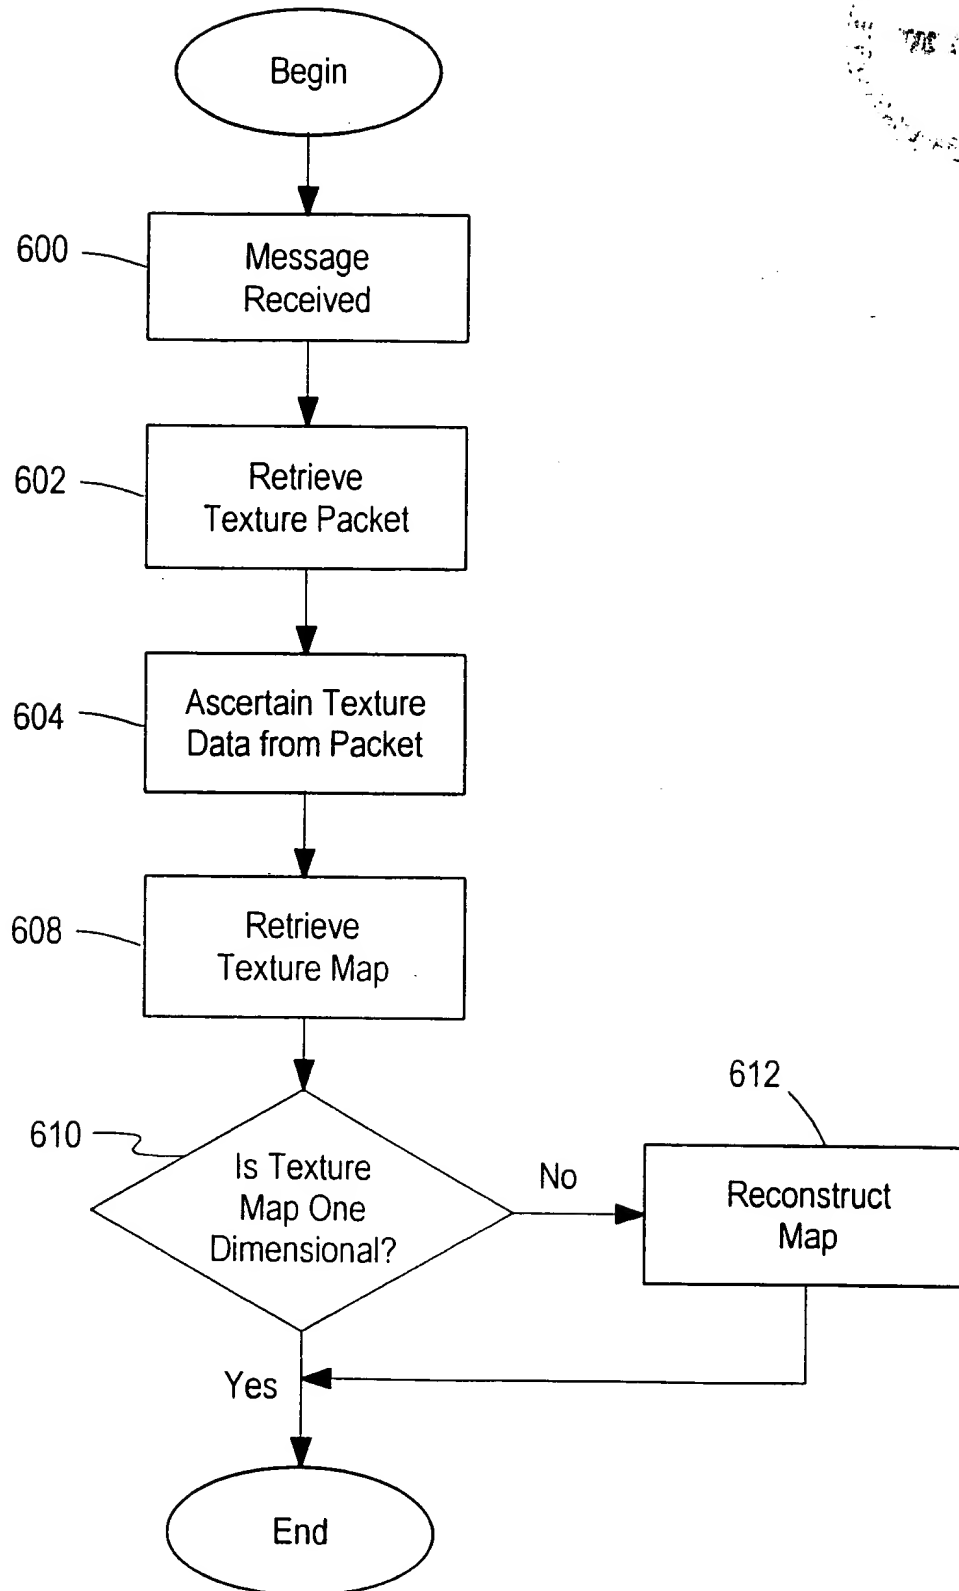 Begin
600
Message
Received
602
Retrieve
Texture Packet
604
Ascertain Texture
Data from Packet
608
Retrieve
Texture Map
610
Is Texture
Map One
Dimensional?
No
612
Reconstruct
Map
Yes
End